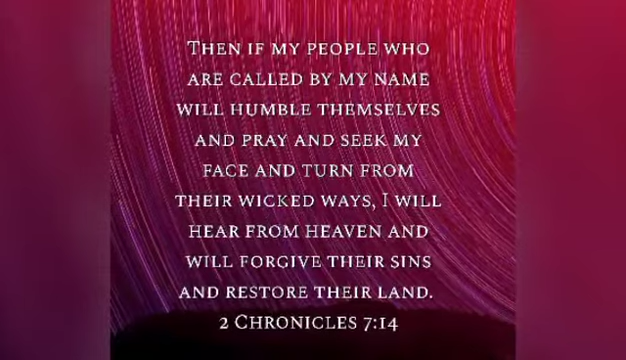 Then if my people who
are called by my name
will humble themselves
and pray and seek my
face and turn from
their wicked ways, I will
hear from heaven and
will forgive their sins
and restore their land.
2 Chronicles 7:14